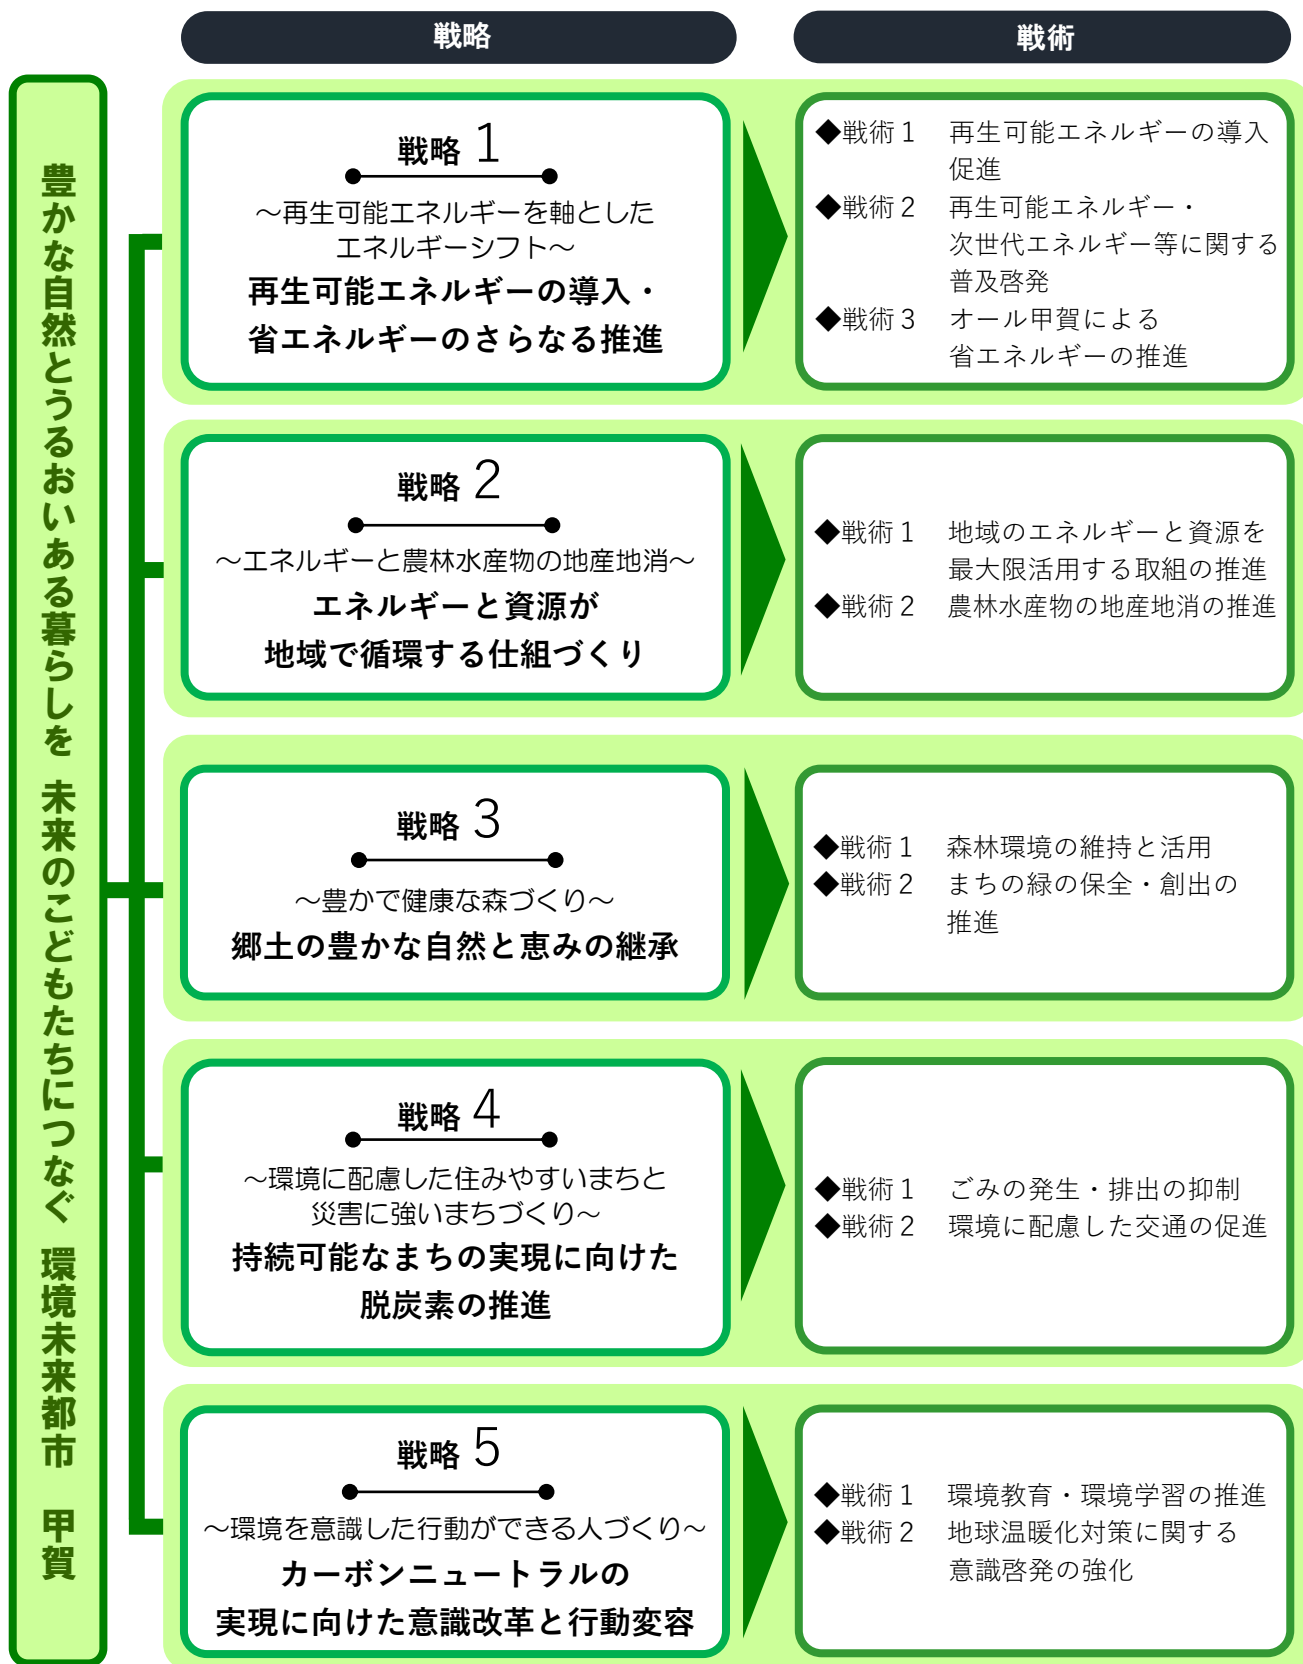 戦略
戦術
豊かな自然とうるおいある暮らしを 未来のこどもたちにつなぐ 環境未来都市 甲賀
戦略 1
～再生可能エネルギーを軸とした
エネルギーシフト～
再生可能エネルギーの導入・
省エネルギーのさらなる推進
◆戦術１ 再生可能エネルギーの導入
促進
◆戦術２ 再生可能エネルギー・
次世代エネルギー等に関する
普及啓発
◆戦術３ オール甲賀による
省エネルギーの推進
戦略 2
～エネルギーと農林水産物の地産地消～
エネルギーと資源が
地域で循環する仕組づくり
◆戦術１ 地域のエネルギーと資源を
最大限活用する取組の推進
◆戦術２ 農林水産物の地産地消の推進
戦略 3
～豊かで健康な森づくり～
郷土の豊かな自然と恵みの継承
◆戦術１ 森林環境の維持と活用
◆戦術２ まちの緑の保全・創出の
推進
戦略 4
～環境に配慮した住みやすいまちと
災害に強いまちづくり～
持続可能なまちの実現に向けた
脱炭素の推進
◆戦術１ ごみの発生・排出の抑制
◆戦術２ 環境に配慮した交通の促進
戦略 5
～環境を意識した行動ができる人づくり～
カーボンニュートラルの
実現に向けた意識改革と行動変容
◆戦術１ 環境教育・環境学習の推進
◆戦術２ 地球温暖化対策に関する
意識啓発の強化